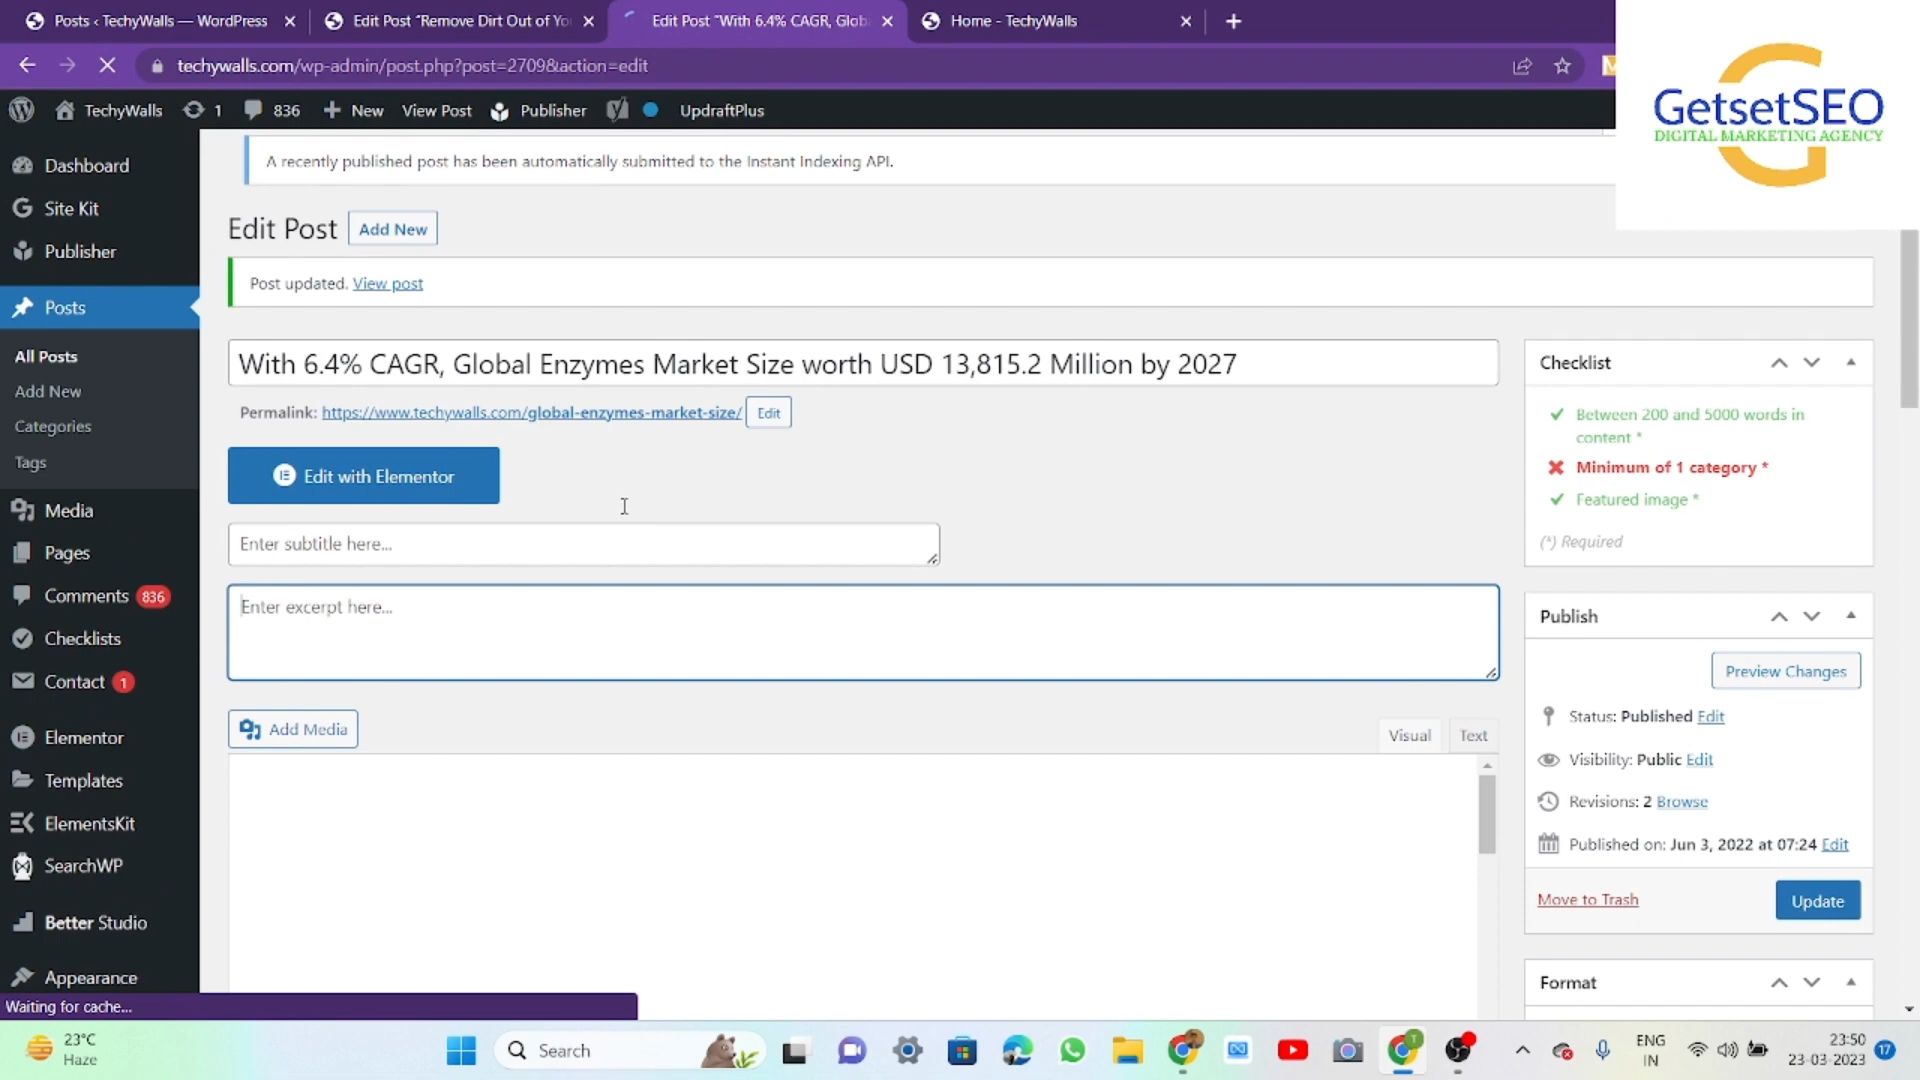 Posts ‹ TechyWalls — WordPress
Edit Post "Remove Dirt Out of Yo
Edit Post "With 6.4% CAGR, Glob
Home - TechyWalls
techywalls.com/wp-admin/post.php?post=2709&action=edit
GetsetSEO
DIGITAL MARKETING AGENCY
TechyWalls
1
836
New
View Post
Publisher
UpdraftPlus
Dashboard
Site Kit
Publisher
Posts
All Posts
Add New
Categories
Tags
Media
Pages
Comments 836
Checklists
Contact 1
Elementor
Templates
ElementsKit
SearchWP
Better Studio
Appearance
Waiting for cache...
A recently published post has been automatically submitted to the Instant Indexing API.
Edit Post
Add New
Post updated. View post
With 6.4% CAGR, Global Enzymes Market Size worth USD 13,815.2 Million by 2027
Permalink: https://www.techywalls.com/global-enzymes-market-size/ Edit
Edit with Elementor
Enter subtitle here...
Enter excerpt here...
Add Media
Visual
Text
Checklist
Between 200 and 5000 words in
content *
Minimum of 1 category *
Featured image *
(*) Required
Publish
Preview Changes
Status: Published Edit
Visibility: Public Edit
Revisions: 2 Browse
Published on: Jun 3, 2022 at 07:24 Edit
Move to Trash
Update
Format
23°C
Haze
Search
ENG
IN
23:50
23-03-2023
17